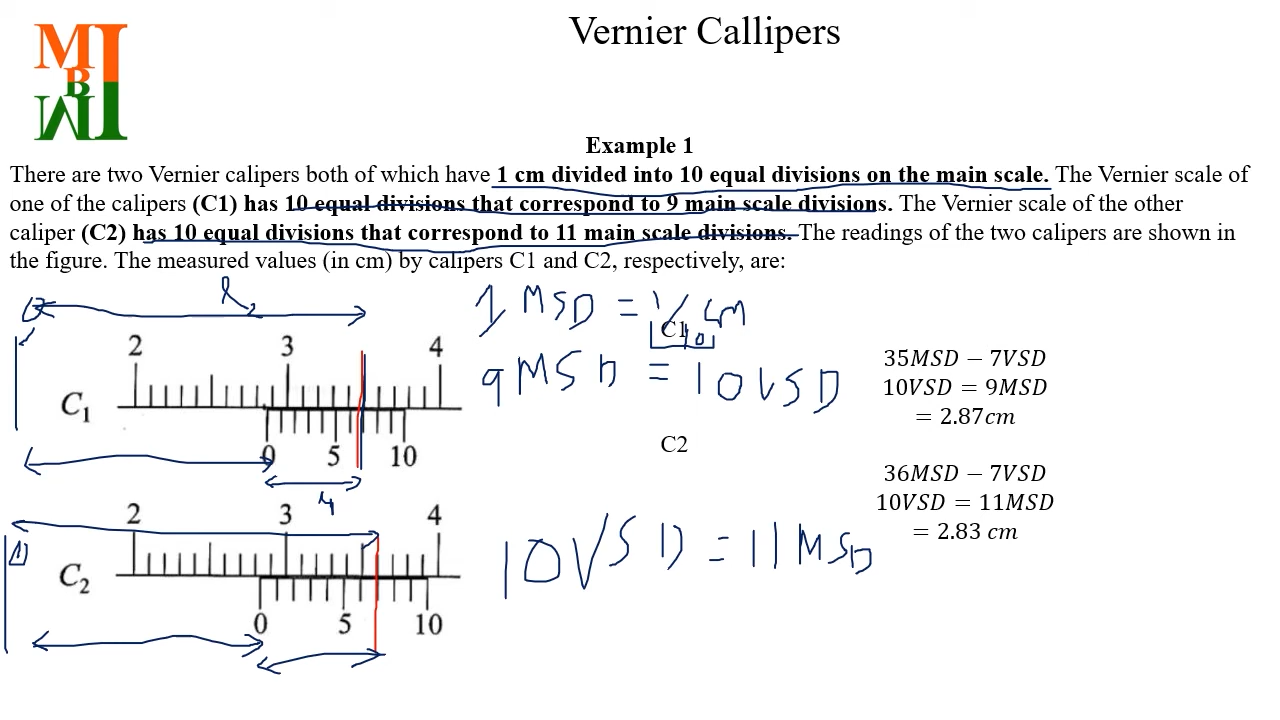 MI
B
IM
Vernier Callipers
Example 1
There are two Vernier calipers both of which have 1 cm divided into 10 equal divisions on the main scale. The Vernier scale of
one of the calipers (C1) has 10 equal divisions that correspond to 9 main scale divisions. The Vernier scale of the other
caliper (C2) has 10 equal divisions that correspond to 11 main scale divisions. The readings of the two calipers are shown in
the figure. The measured values (in cm) by calipers C1 and C2, respectively, are:
1 MSD = 1/10 cm
C1
2 3 4
35MSD − 7VSD
9 MSD = 10VSD
10VSD = 9MSD
C₁
= 2.87cm
0 5 10
C2
36MSD − 7VSD
10VSD = 11MSD
= 2.83 cm
2 3 4
10VSD = 11MSD
C₂
0 5 10